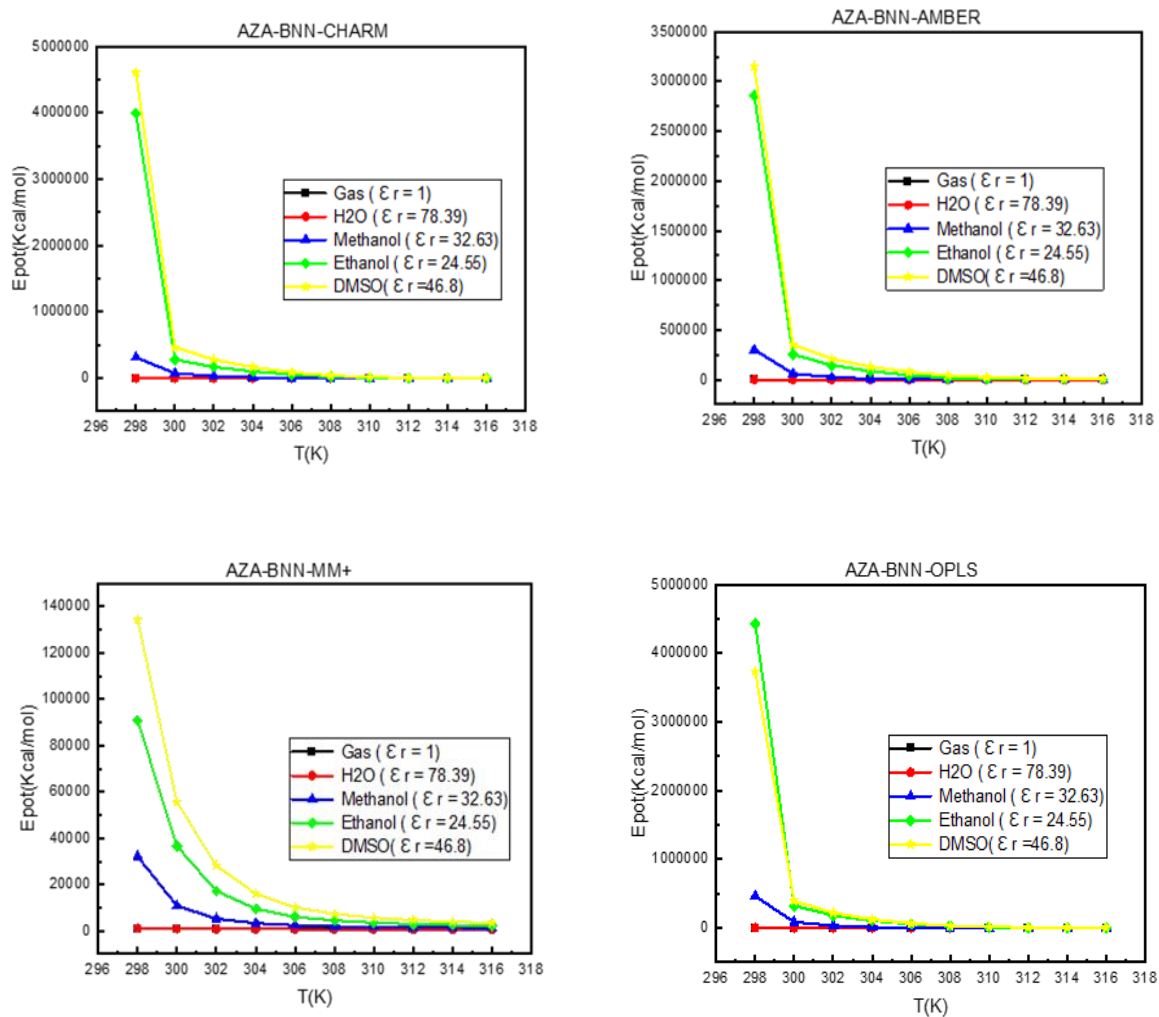 AZA-BNN-CHARM
Epot(Kcal/mol)
5000000
4000000
3000000
2000000
1000000
0
Gas ( Ɛ r = 1)
H2O ( Ɛ r = 78.39)
Methanol ( Ɛ r = 32.63)
Ethanol ( Ɛ r = 24.55)
DMSO( Ɛ r =46.8)
296 298 300 302 304 306 308 310 312 314 316 318
T(K)
AZA-BNN-AMBER
Epot(Kcal/mol)
3500000
3000000
2500000
2000000
1500000
1000000
500000
0
Gas ( Ɛ r = 1)
H2O ( Ɛ r = 78.39)
Methanol ( Ɛ r = 32.63)
Ethanol ( Ɛ r = 24.55)
DMSO( Ɛ r =46.8)
296 298 300 302 304 306 308 310 312 314 316 318
T(K)
AZA-BNN-MM+
Epot(Kcal/mol)
140000
120000
100000
80000
60000
40000
20000
0
Gas ( Ɛ r = 1)
H2O ( Ɛ r = 78.39)
Methanol ( Ɛ r = 32.63)
Ethanol ( Ɛ r = 24.55)
DMSO( Ɛ r =46.8)
296 298 300 302 304 306 308 310 312 314 316 318
T(K)
AZA-BNN-OPLS
Epot(Kcal/mol)
5000000
4000000
3000000
2000000
1000000
0
Gas ( Ɛ r = 1)
H2O ( Ɛ r = 78.39)
Methanol ( Ɛ r = 32.63)
Ethanol ( Ɛ r = 24.55)
DMSO( Ɛ r =46.8)
296 298 300 302 304 306 308 310 312 314 316 318
T(K)